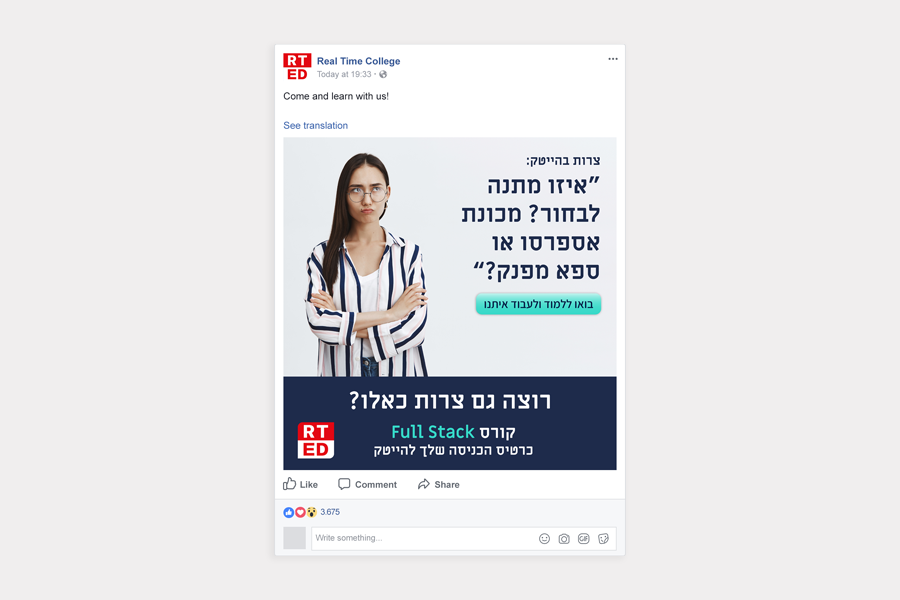 RT
ED
Real Time College
Today at 19:33
Come and learn with us!
See translation
צרות בהייטק:
״איזו מתנה
לבחור? מכונת
אספרסו או
ספא מפנק?״
בואו ללמוד ולעבוד איתנו
רוצה גם צרות כאלו?
קורס Full Stack
כרטיס הכניסה שלך להייטק
RT
ED
Like Comment Share
3.675
Write something...
GIF